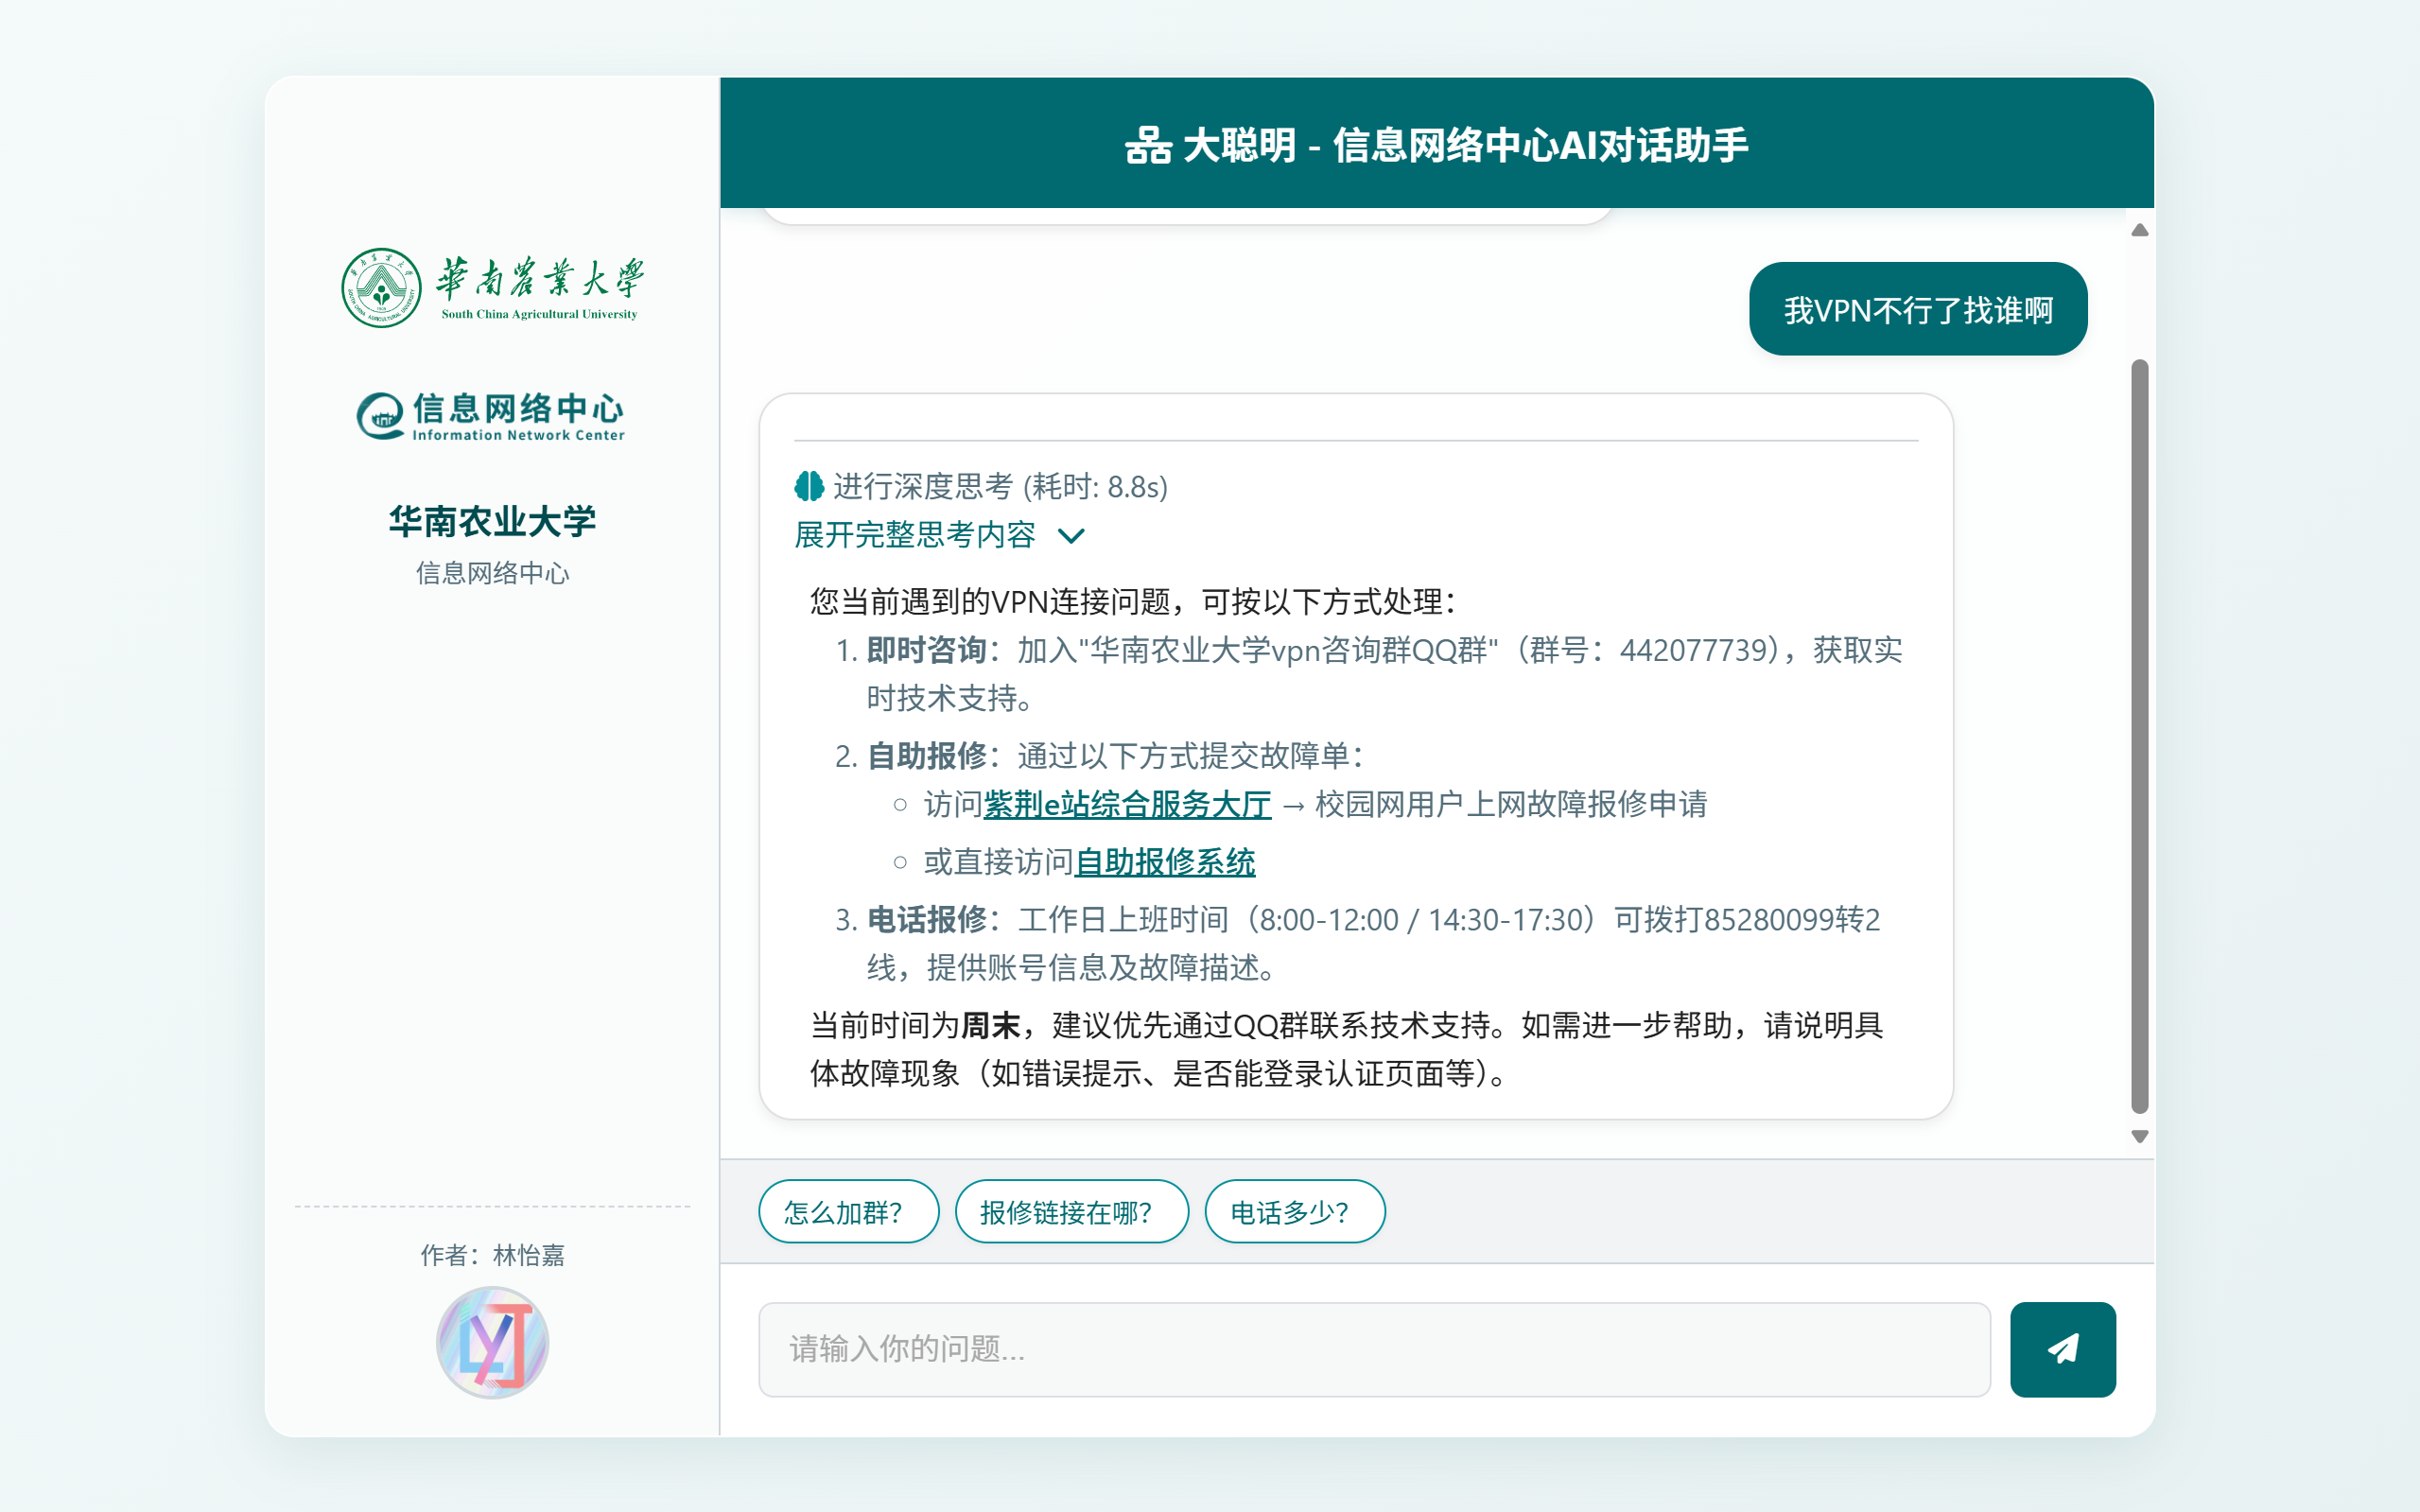 華南農業大學
South China Agricultural University
信息网络中心
Information Network Center
华南农业大学
信息网络中心
作者：林怡嘉
大聪明 - 信息网络中心AI对话助手
我VPN不行了找谁啊
进行深度思考 (耗时: 8.8s)
展开完整思考内容
您当前遇到的VPN连接问题，可按以下方式处理：
1. 即时咨询：加入"华南农业大学vpn咨询群QQ群"（群号：442077739），获取实
时技术支持。
2. 自助报修：通过以下方式提交故障单：
○ 访问紫荆e站综合服务大厅 → 校园网用户上网故障报修申请
○ 或直接访问自助报修系统
3. 电话报修：工作日上班时间（8:00-12:00 / 14:30-17:30）可拨打85280099转2
线，提供账号信息及故障描述。
当前时间为周末，建议优先通过QQ群联系技术支持。如需进一步帮助，请说明具
体故障现象（如错误提示、是否能登录认证页面等）。
怎么加群？
报修链接在哪？
电话多少？
请输入你的问题...